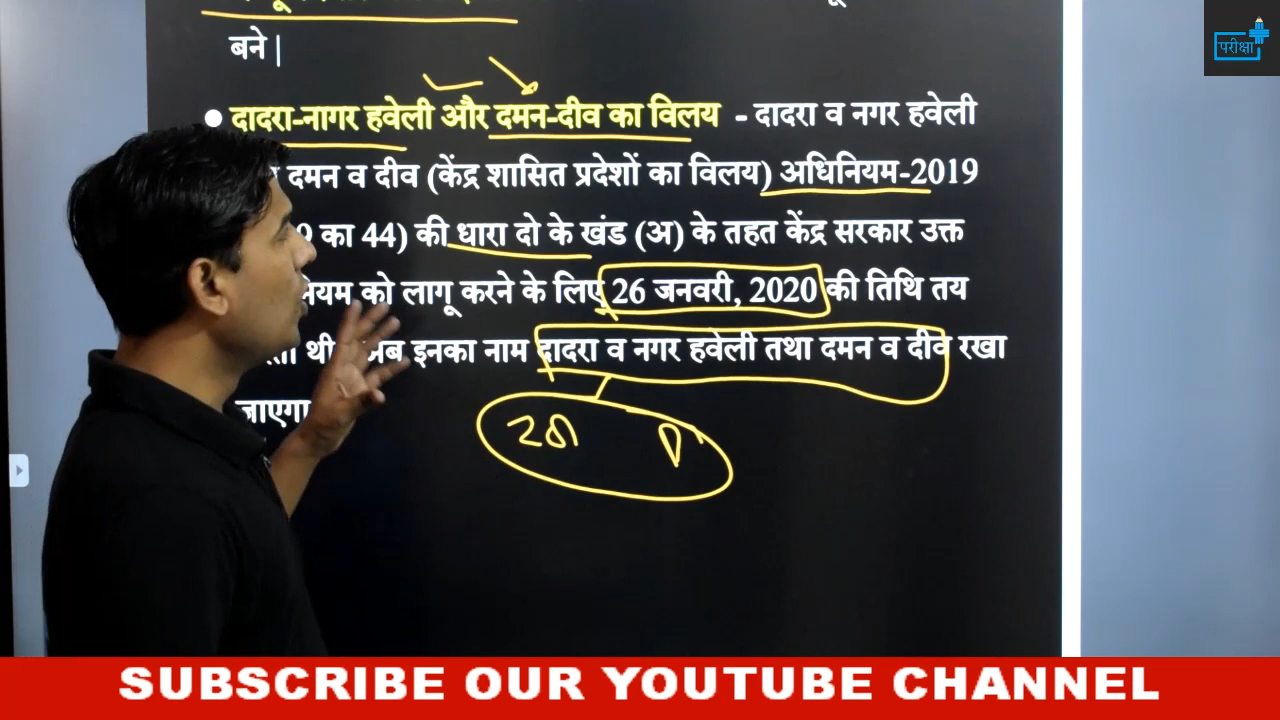 परीक्षा
बने |
दादरा-नागर हवेली और दमन-दीव का विलय - दादरा व नगर हवेली
दमन व दीव (केंद्र शासित प्रदेशों का विलय) अधिनियम-2019
का 44) की धारा दो के खंड (अ) के तहत केंद्र सरकार उक्त
को लागू करने के लिए 26 जनवरी, 2020 की तिथि तय
थी अब इनका नाम दादरा व नगर हवेली तथा दमन व दीव रखा
जाएगा
SUBSCRIBE OUR YOUTUBE CHANNEL